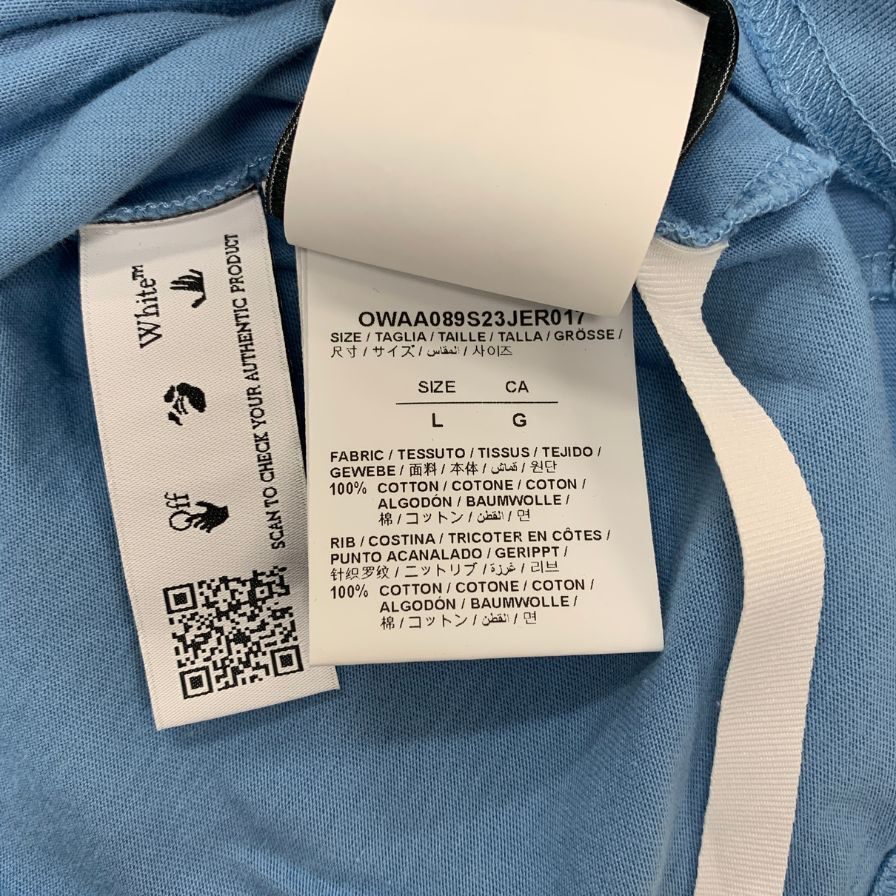 White™
Off
SCAN TO CHECK YOUR AUTHENTIC PRODUCT
OWAA089S23JER017
SIZE / TAGLIA / TAILLE / TALLA / GRÖSSE /
尺寸 / サイズ / المقاس / 사이즈
SIZE CA
L G
FABRIC / TESSUTO / TISSUS / TEJIDO /
GEWEBE / 面料 / 本体 / قماش / 원단
100% COTTON / COTONE / COTON /
ALGODÓN / BAUMWOLLE /
棉 / コットン / القطن / 면
RIB / COSTINA / TRICOTER EN CÔTES /
PUNTO ACANALADO / GERIPPT /
针织罗纹 / ニットリブ / غرزة / 리브
100% COTTON / COTONE / COTON /
ALGODÓN / BAUMWOLLE /
棉 / コットン / القطن / 면